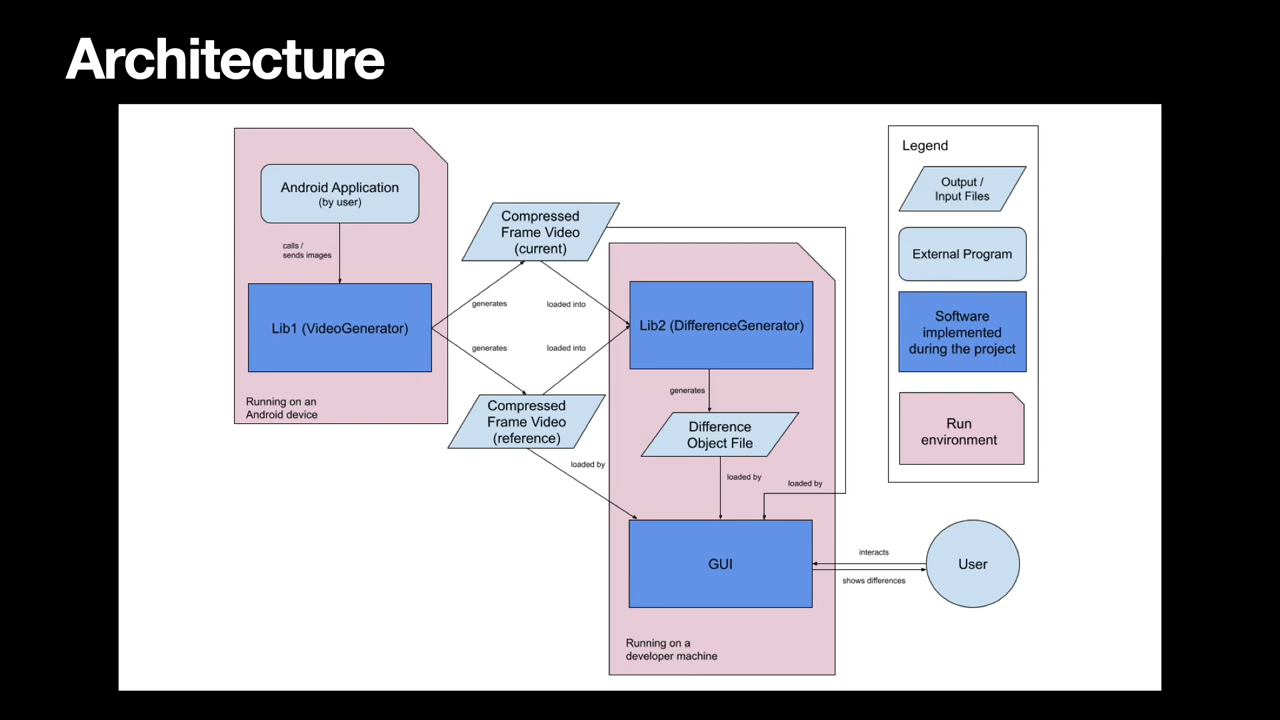 Architecture
Android Application
(by user)
calls /
sends images
Lib1 (VideoGenerator)
Running on an
Android device
Compressed
Frame Video
(current)
generates
loaded into
generates
loaded into
Compressed
Frame Video
(reference)
loaded by
Lib2 (DifferenceGenerator)
generates
Difference
Object File
loaded by
loaded by
GUI
Running on a
developer machine
interacts
shows differences
User
Legend
Output /
Input Files
External Program
Software
implemented
during the project
Run
environment